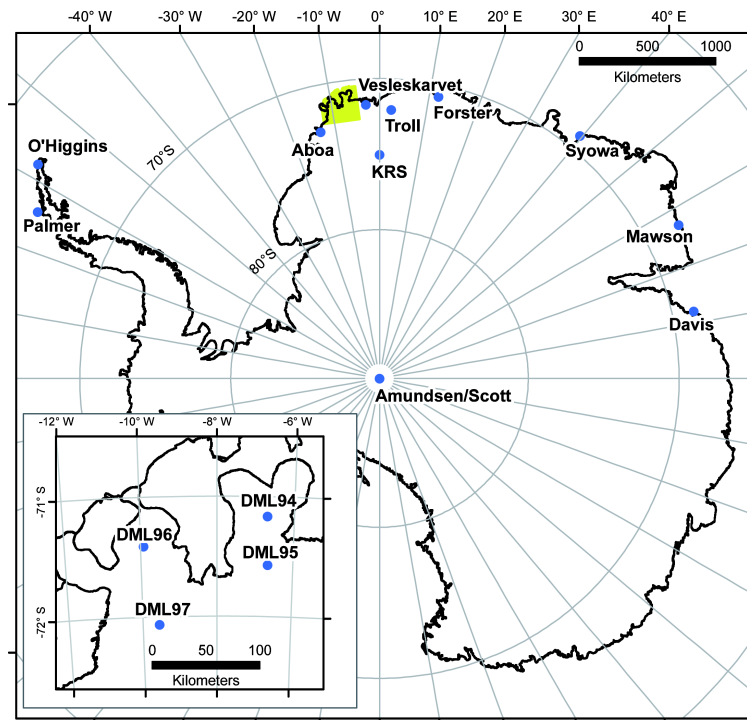 -40° W
-30° W
-20° W
-10° W
0°
10° E
20° E
30° E
40° E
0
500
1000
Kilometers
Vesleskarvet
Troll
Forster
Aboa
KRS
Syowa
O'Higgins
70°S
Palmer
Mawson
80°S
Davis
Amundsen/Scott
-12° W
-10° W
-8° W
-6° W
-71°S
DML94
DML96
DML95
DML97
-72°S
0
50
100
Kilometers